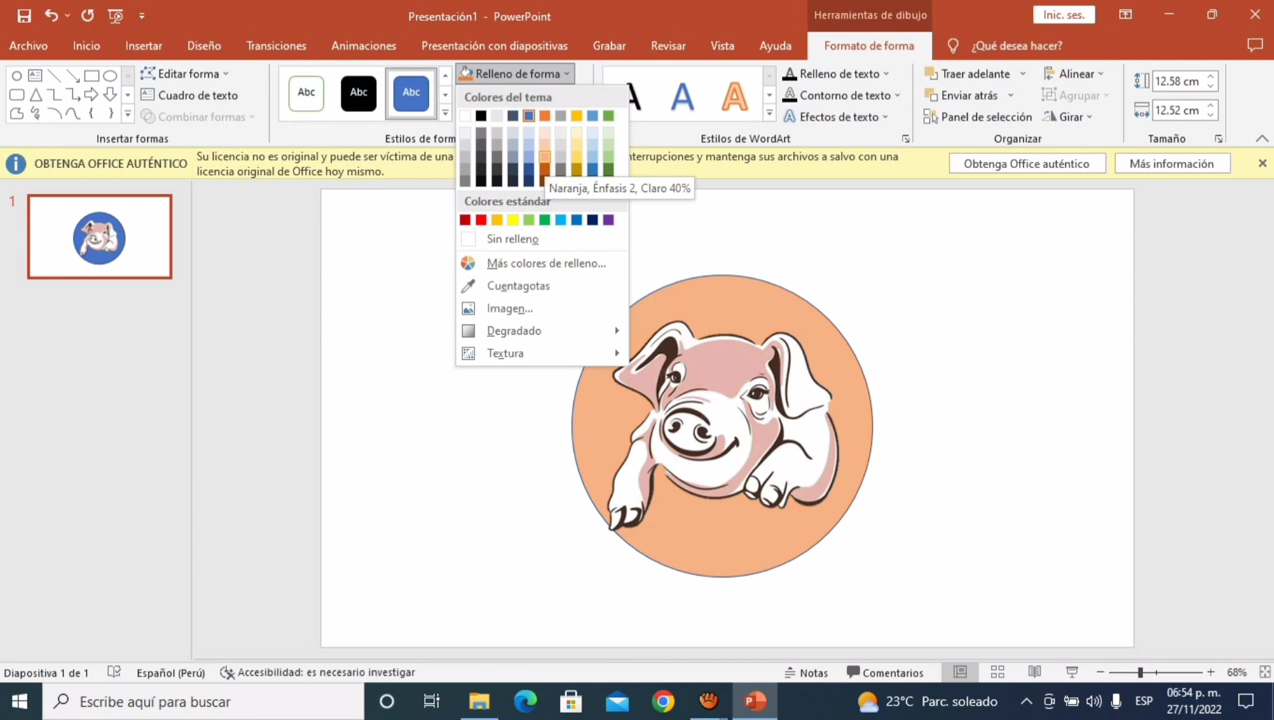 Presentación1 - PowerPoint
Herramientas de dibujo
Inic. ses.
Archivo Inicio Insertar Diseño Transiciones Animaciones Presentación con diapositivas Grabar Revisar Vista Ayuda Formato de forma ¿Qué desea hacer?
Editar forma
Cuadro de texto
Combinar formas
Insertar formas
Abc Abc Abc
Estilos de form
Relleno de forma
A A A
Relleno de texto
Contorno de texto
Efectos de texto
Estilos de WordArt
Traer adelante
Enviar atrás
Panel de selección
Alinear
Agrupar
Girar
Organizar
12.58 cm
12.52 cm
Tamaño
OBTENGA OFFICE AUTÉNTICO
Su licencia no es original y puede ser víctima de una
nterrupciones y mantenga sus archivos a salvo con una
licencia original de Office hoy mismo.
Obtenga Office auténtico
Más información
Colores del tema
Naranja, Énfasis 2, Claro 40%
Colores estándar
Sin relleno
Más colores de relleno...
Cuentagotas
Imagen...
Degradado
Textura
1
Diapositiva 1 de 1
Español (Perú)
Accesibilidad: es necesario investigar
Notas
Comentarios
68%
Escribe aquí para buscar
23°C Parc. soleado
ESP
06:54 p. m.
27/11/2022